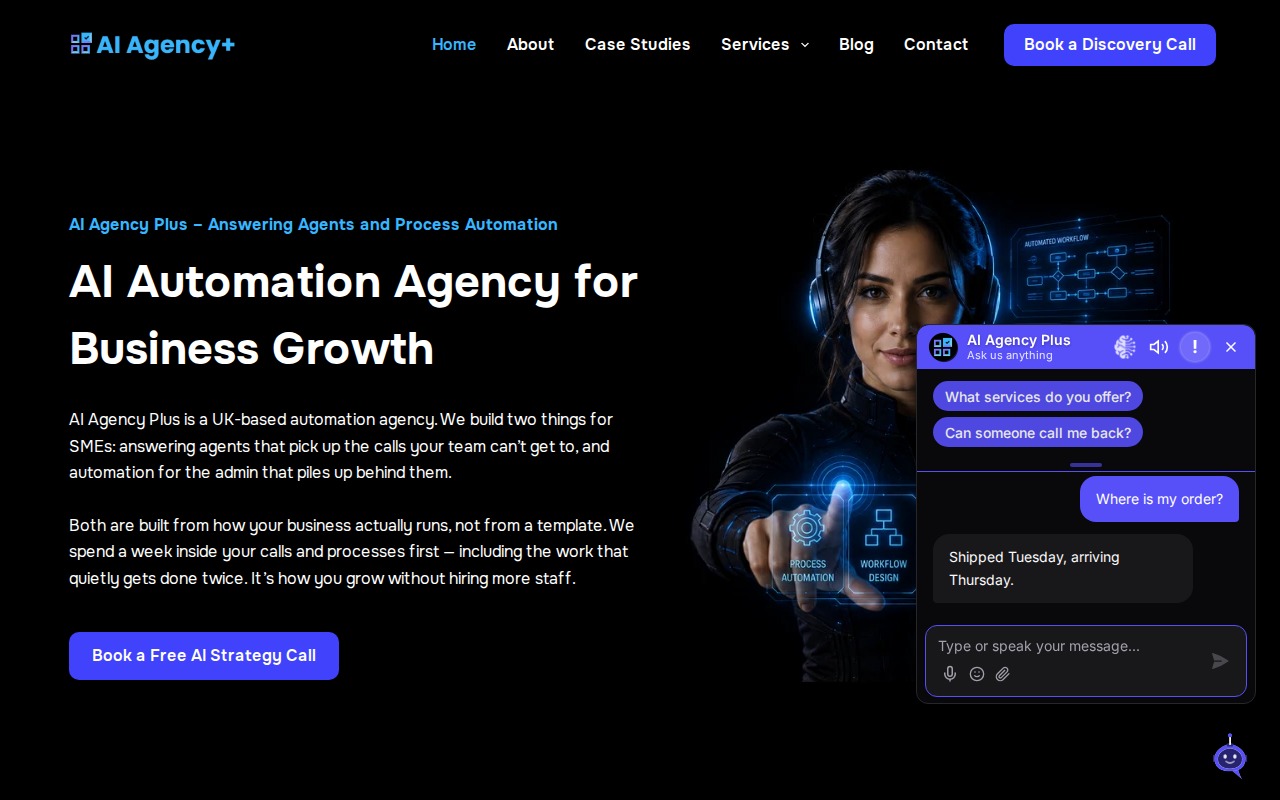 AI Agency+
Home
About
Case Studies
Services
Blog
Contact
Book a Discovery Call
AI Agency Plus – Answering Agents and Process Automation
AI Automation Agency for
Business Growth
AI Agency Plus is a UK-based automation agency. We build two things for
SMEs: answering agents that pick up the calls your team can't get to, and
automation for the admin that piles up behind them.
Both are built from how your business actually runs, not from a template. We
spend a week inside your calls and processes first – including the work that
quietly gets done twice. It's how you grow without hiring more staff.
Book a Free AI Strategy Call
AUTOMATED WORKFLOW
PROCESS
AUTOMATION
WORKFLOW
DESIGN
AI Agency Plus
Ask us anything
What services do you offer?
Can someone call me back?
Where is my order?
Shipped Tuesday, arriving
Thursday.
Type or speak your message...